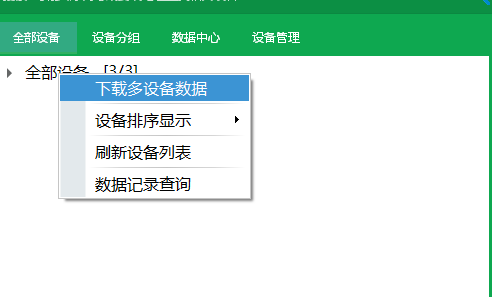 全部设备 设备分组 数据中心 设备管理
全部设备 [3/3]
下载多设备数据
设备排序显示
刷新设备列表
数据记录查询